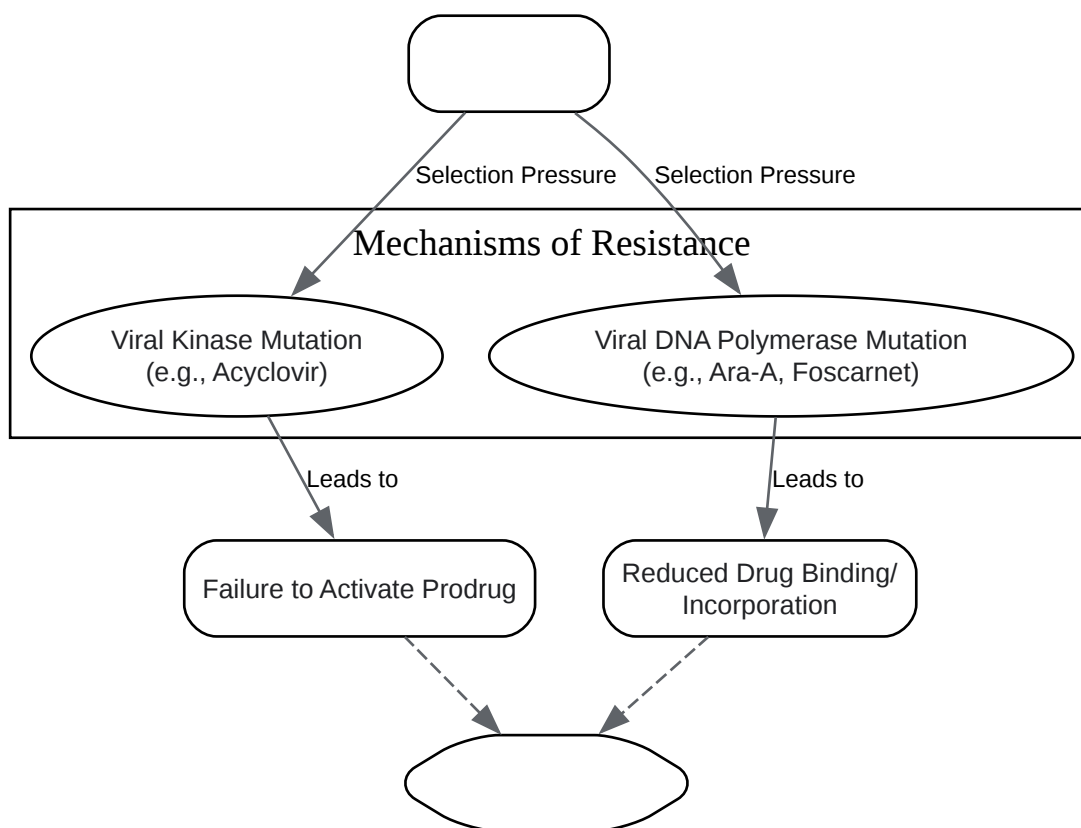 Selection Pressure
Selection Pressure
Mechanisms of Resistance
Viral Kinase Mutation
(e.g., Acyclovir)
Viral DNA Polymerase Mutation
(e.g., Ara-A, Foscarnet)
Leads to
Leads to
Failure to Activate Prodrug
Reduced Drug Binding/
Incorporation